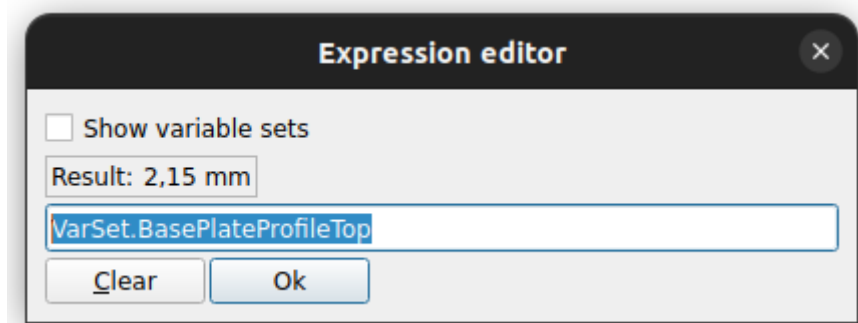 Expression editor
Show variable sets
Result: 2,15 mm
VarSet.BasePlateProfileTop
Clear Ok